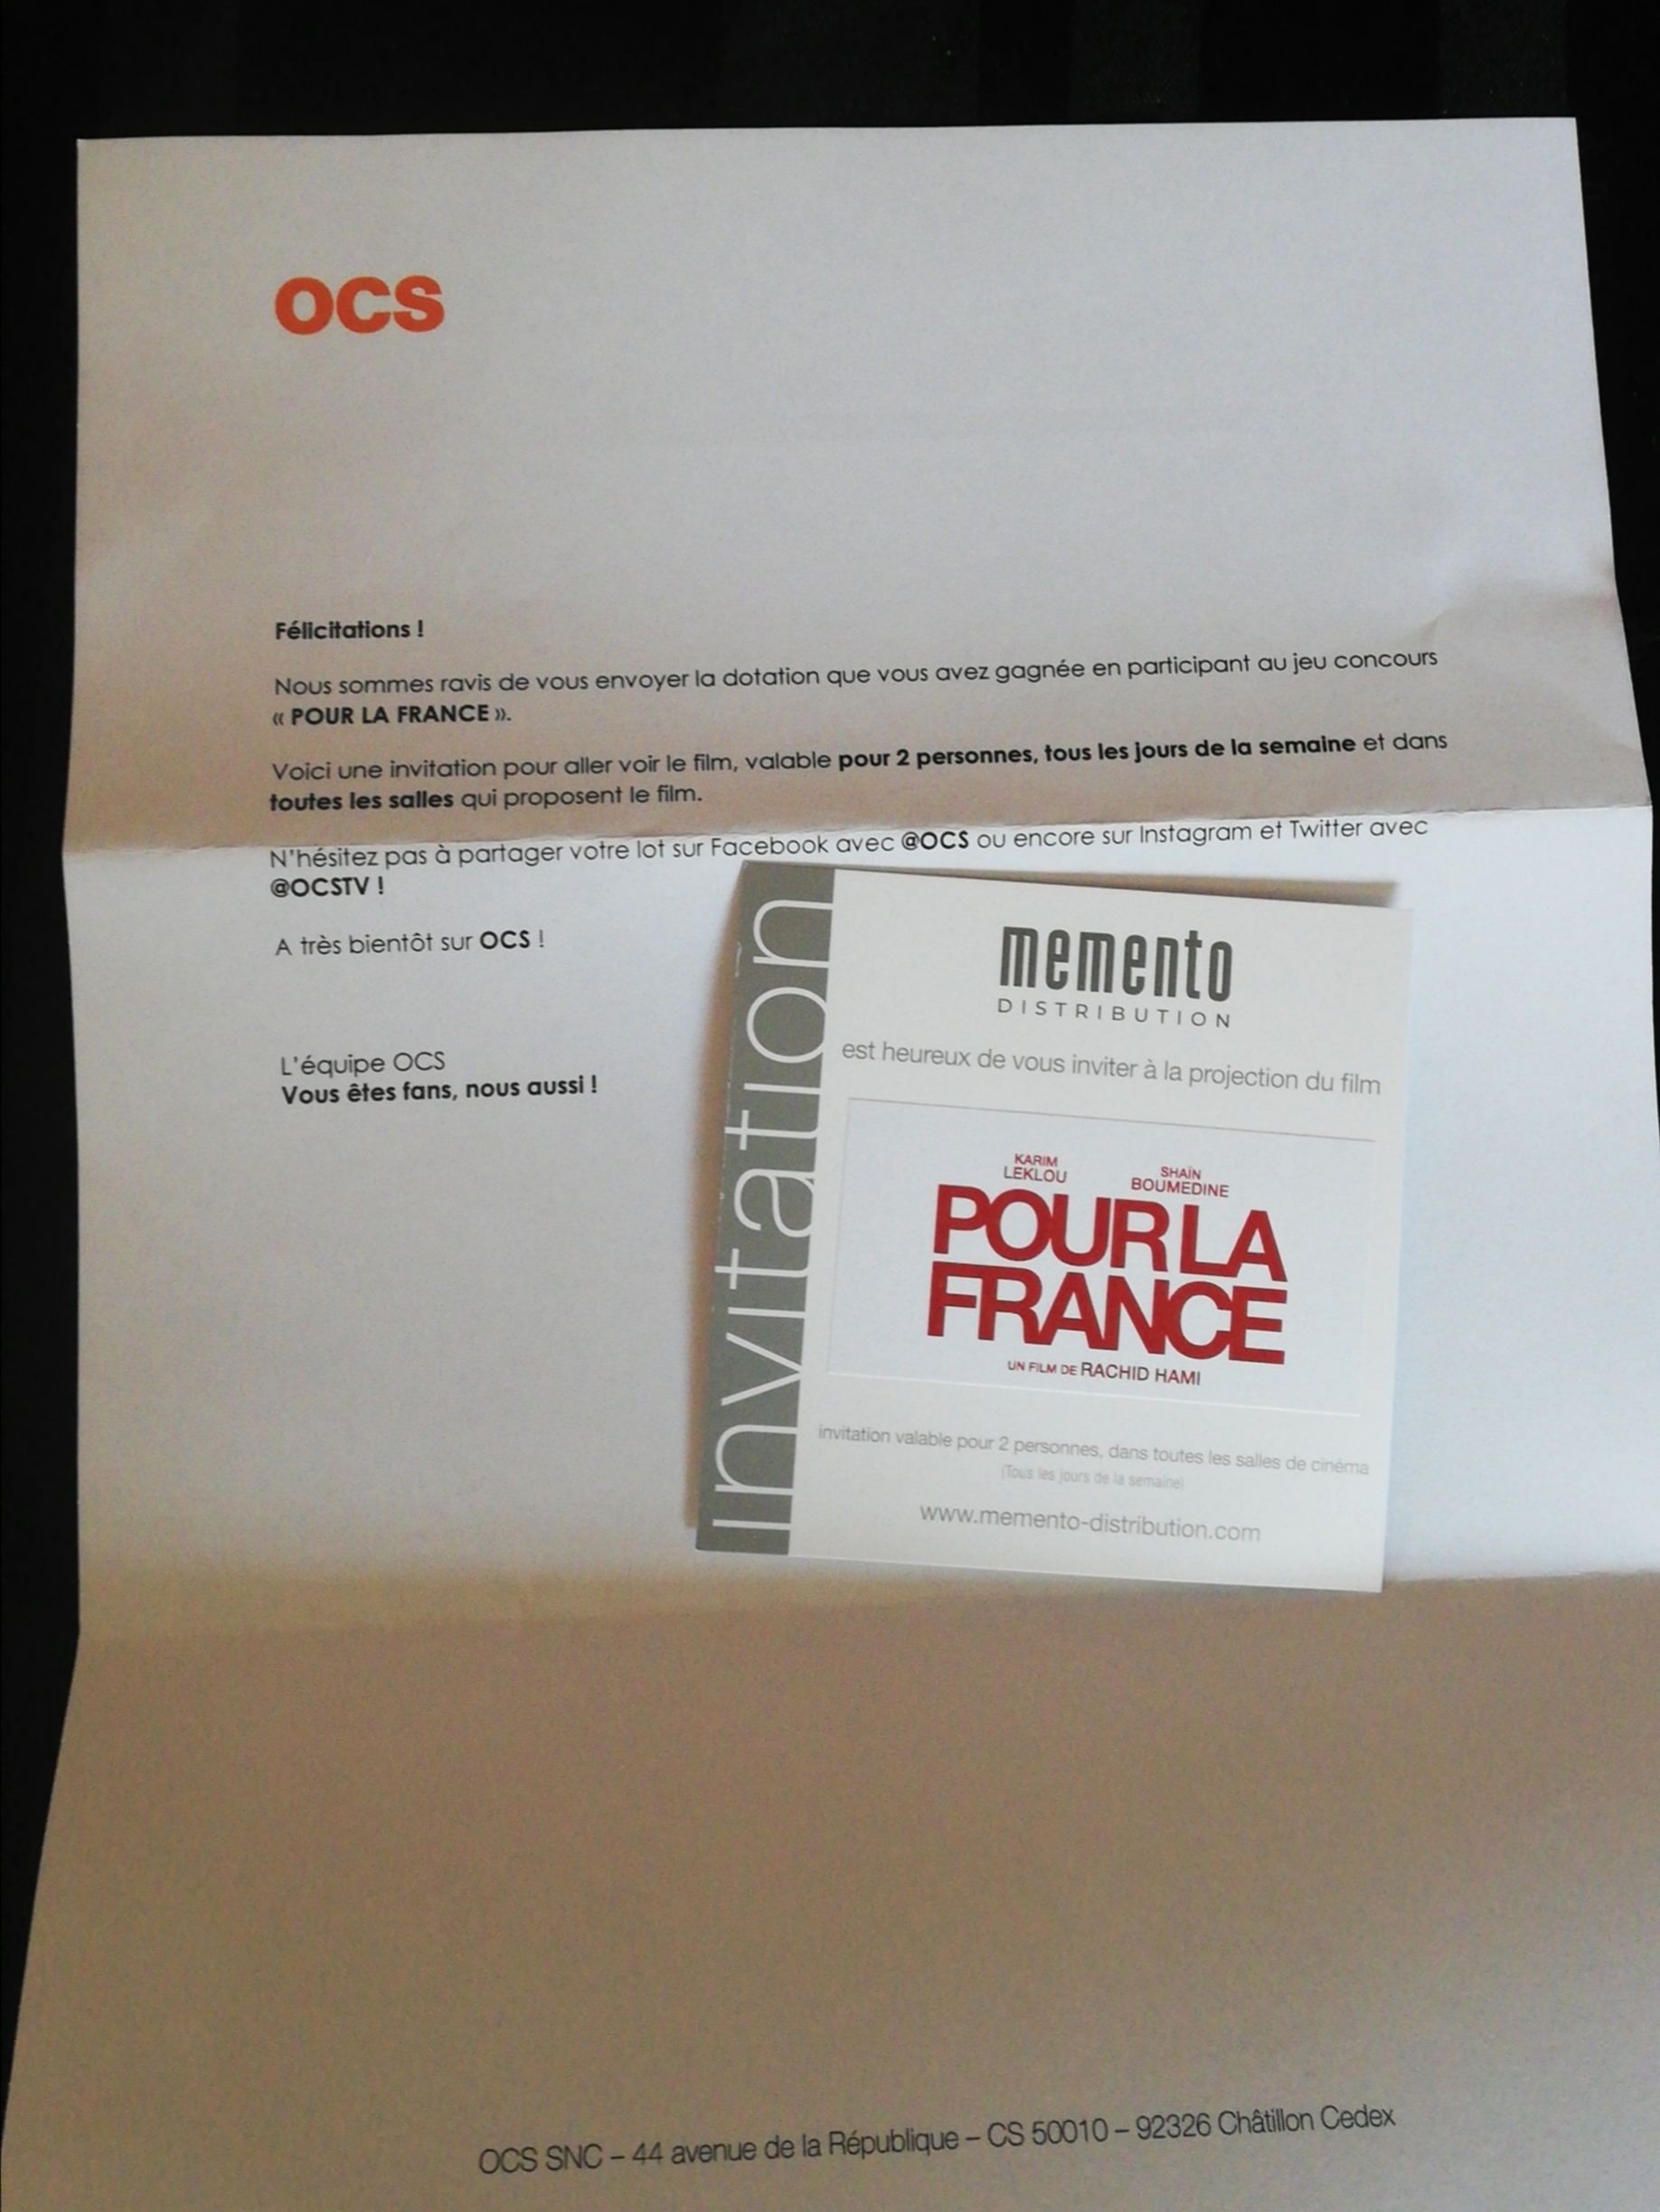 OCS
Félicitations !
Nous sommes ravis de vous envoyer la dotation que vous avez gagnée en participant au jeu concours
« POUR LA FRANCE ».
Voici une invitation pour aller voir le film, valable pour 2 personnes, tous les jours de la semaine et dans
toutes les salles qui proposent le film.
N'hésitez pas à partager votre lot sur Facebook avec @OCS ou encore sur Instagram et Twitter avec
@OCSTV !
A très bientôt sur OCS !
L'équipe OCS
Vous êtes fans, nous aussi !
invitation
memento
DISTRIBUTION
est heureux de vous inviter à la projection du film
KARIM
LEKLOU
SHAÏN
BOUMEDINE
POUR LA
FRANCE
UN FILM DE RACHID HAMI
invitation valable pour 2 personnes, dans toutes les salles de cinéma
(Tous les jours de la semaine)
www.memento-distribution.com
OCS SNC – 44 avenue de la République – CS 50010 – 92326 Châtillon Cedex